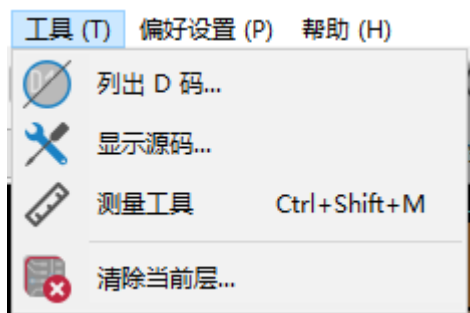 工具 (T) 偏好设置 (P) 帮助 (H)
列出 D 码...
显示源码...
测量工具 Ctrl+Shift+M
清除当前层...